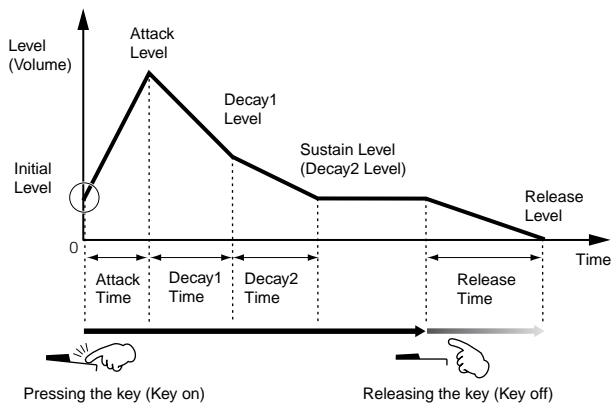 Attack
Level
Level
(Volume)
Decay1
Level
Sustain Level
(Decay2 Level)
Initial
Level
Release
Level
0
Time
Attack
Time
Decay1
Time
Decay2
Time
Release
Time
Pressing the key (Key on)
Releasing the key (Key off)